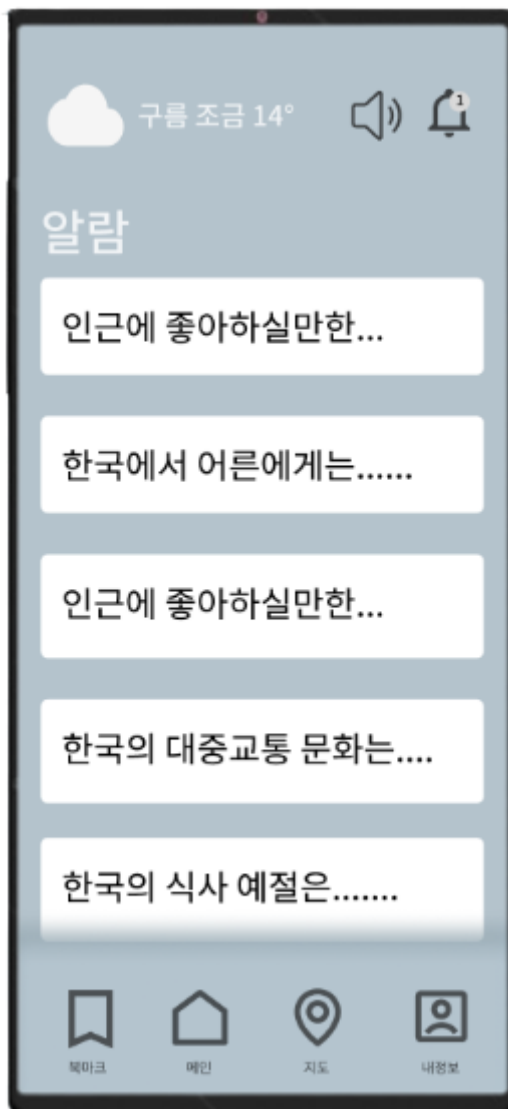 구름 조금 14°
1
알람
인근에 좋아하실만한...
한국에서 어른에게는......
인근에 좋아하실만한...
한국의 대중교통 문화는....
한국의 식사 예절은.......
북마크 메인 지도 내정보